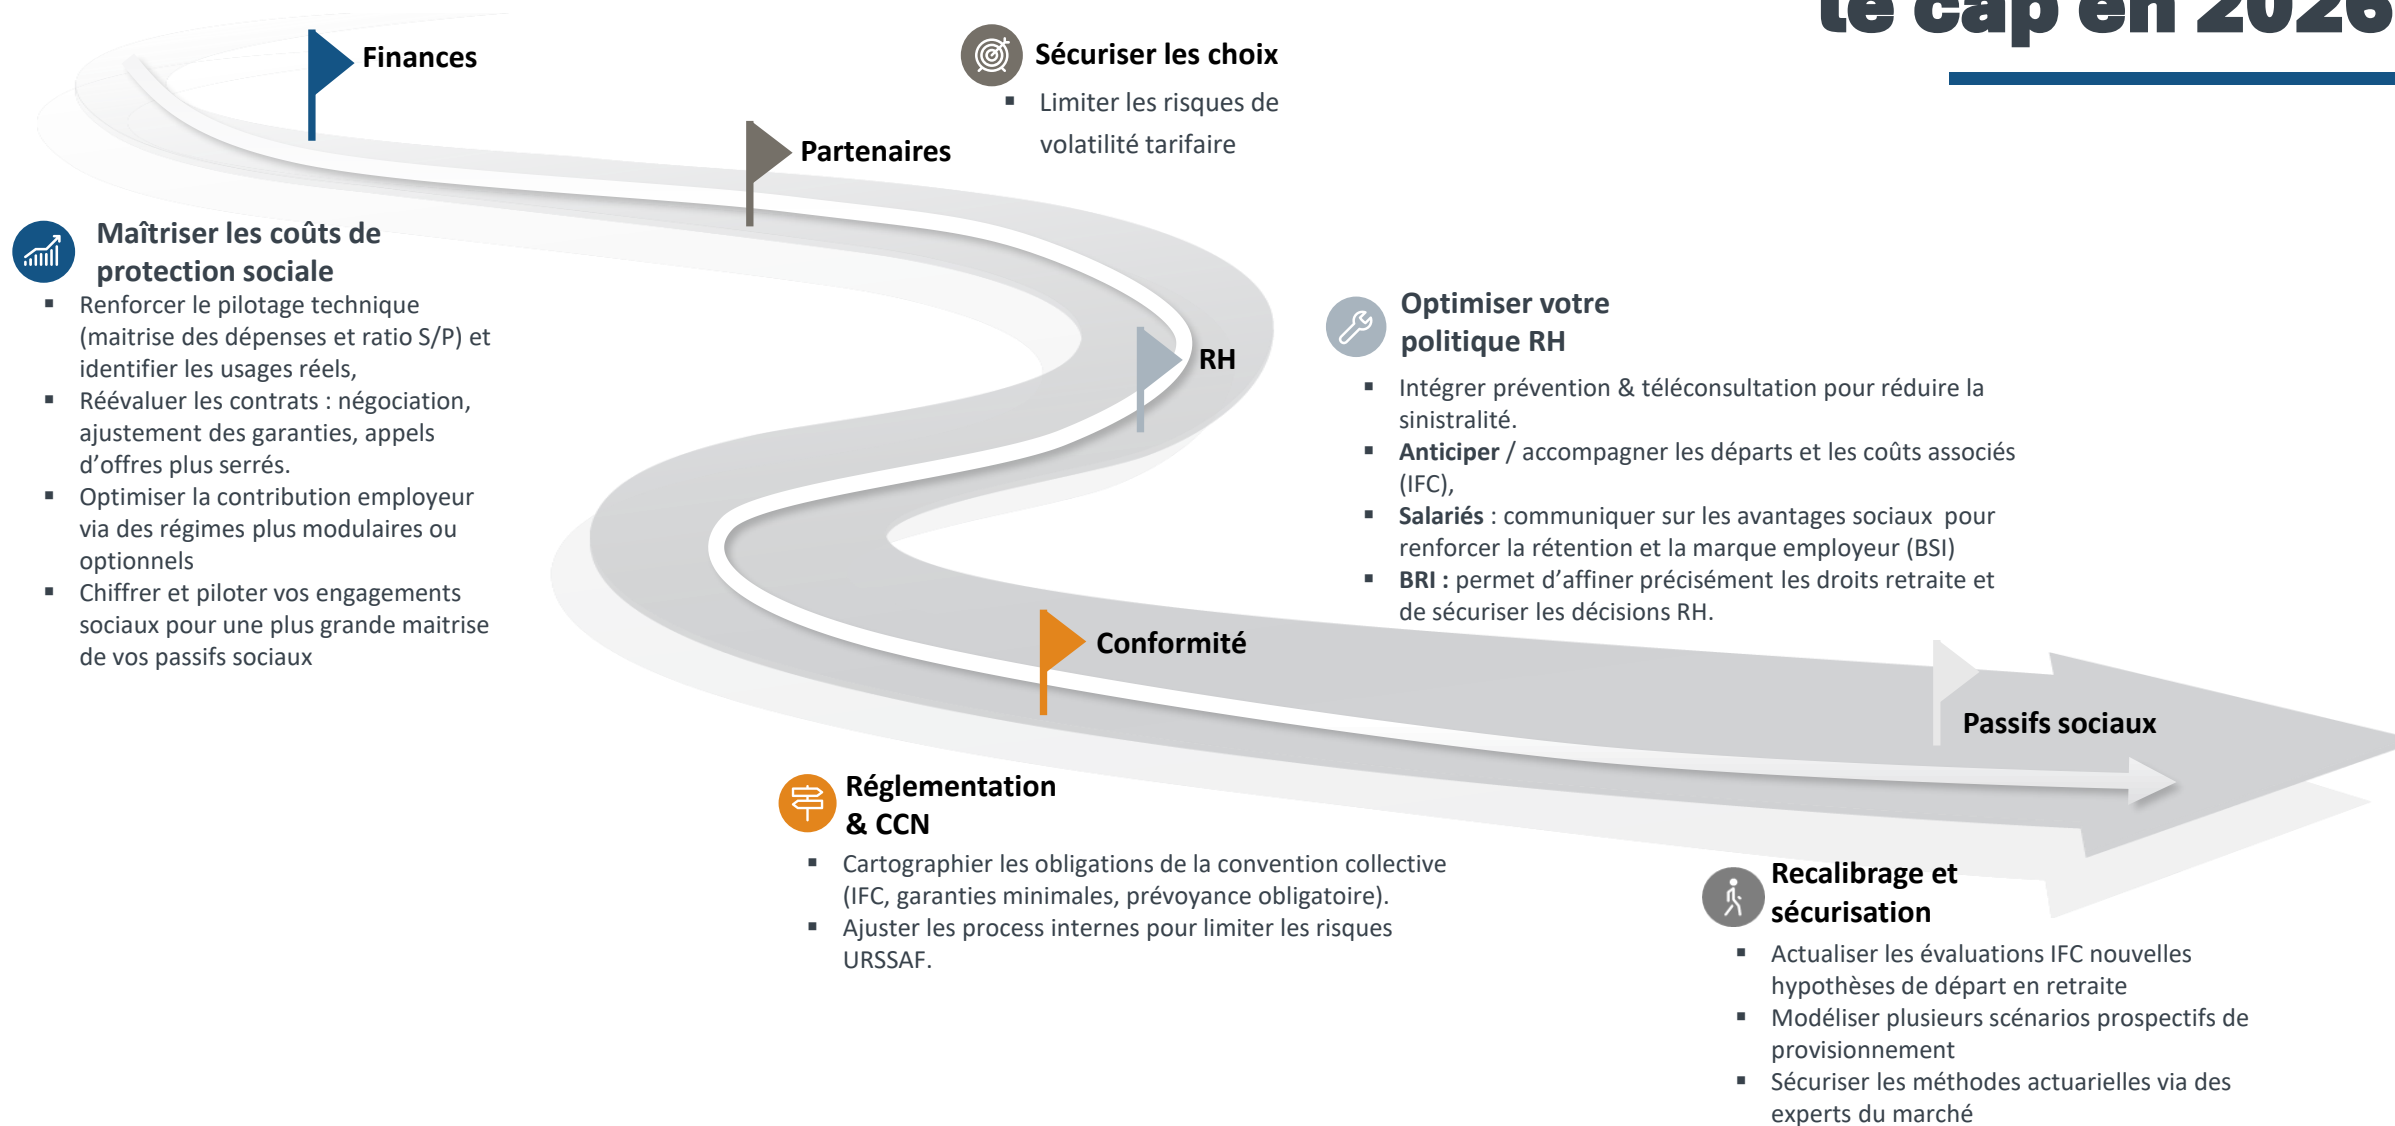 le cap en 2026
Finances
Sécuriser les choix
▪ Limiter les risques de
volatilité tarifaire
Partenaires
Maîtriser les coûts de
protection sociale
▪ Renforcer le pilotage technique
(maitrise des dépenses et ratio S/P) et
identifier les usages réels,
▪ Réévaluer les contrats : négociation,
ajustement des garanties, appels
d’offres plus serrés.
▪ Optimiser la contribution employeur
via des régimes plus modulaires ou
optionnels
▪ Chiffrer et piloter vos engagements
sociaux pour une plus grande maitrise
de vos passifs sociaux
RH
Optimiser votre
politique RH
▪ Intégrer prévention & téléconsultation pour réduire la
sinistralité.
▪ Anticiper / accompagner les départs et les coûts associés
(IFC),
▪ Salariés : communiquer sur les avantages sociaux pour
renforcer la rétention et la marque employeur (BSI)
▪ BRI : permet d’affiner précisément les droits retraite et
de sécuriser les décisions RH.
Conformité
Passifs sociaux
Réglementation
& CCN
▪ Cartographier les obligations de la convention collective
(IFC, garanties minimales, prévoyance obligatoire).
▪ Ajuster les process internes pour limiter les risques
URSSAF.
Recalibrage et
sécurisation
▪ Actualiser les évaluations IFC nouvelles
hypothèses de départ en retraite
▪ Modéliser plusieurs scénarios prospectifs de
provisionnement
▪ Sécuriser les méthodes actuarielles via des
experts du marché